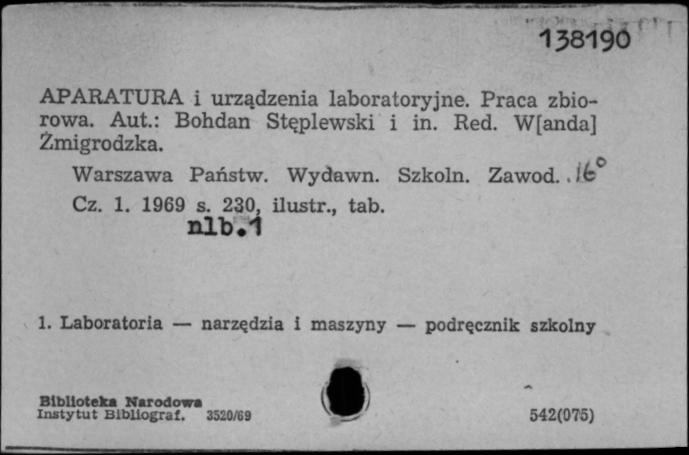 138190
APARATURA i urządzenia laboratoryjne. Praca zbio-
rowa. Aut.: Bohdan Stęplewski i in. Red. W[anda]
Żmigrodzka.
Warszawa Państw. Wydawn. Szkoln. Zawod. 16°
Cz. 1. 1969 s. 230, ilustr., tab.
nlb.1
1. Laboratoria — narzędzia i maszyny — podręcznik szkolny
Biblioteka Narodowa
Instytut Bibliograf. 3520/69
542(075)